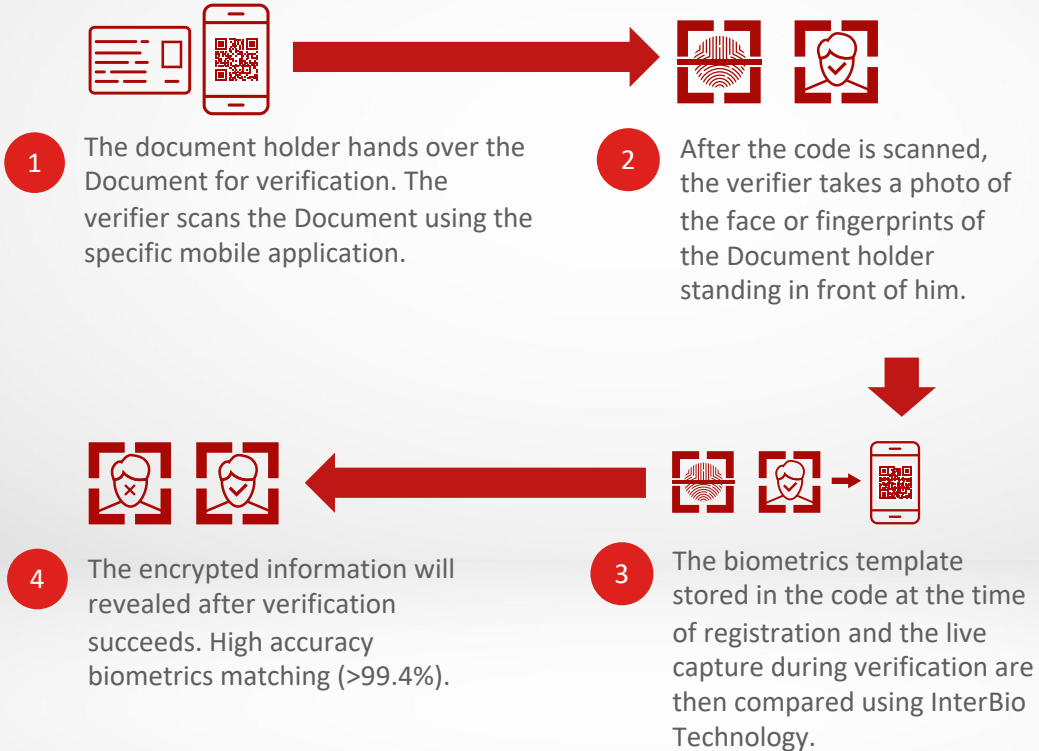 1
The document holder hands over the
Document for verification. The
verifier scans the Document using the
specific mobile application.
2
After the code is scanned,
the verifier takes a photo of
the face or fingerprints of
the Document holder
standing in front of him.
3
The biometrics template
stored in the code at the time
of registration and the live
capture during verification are
then compared using InterBio
Technology.
4
The encrypted information will
revealed after verification
succeeds. High accuracy
biometrics matching (>99.4%).